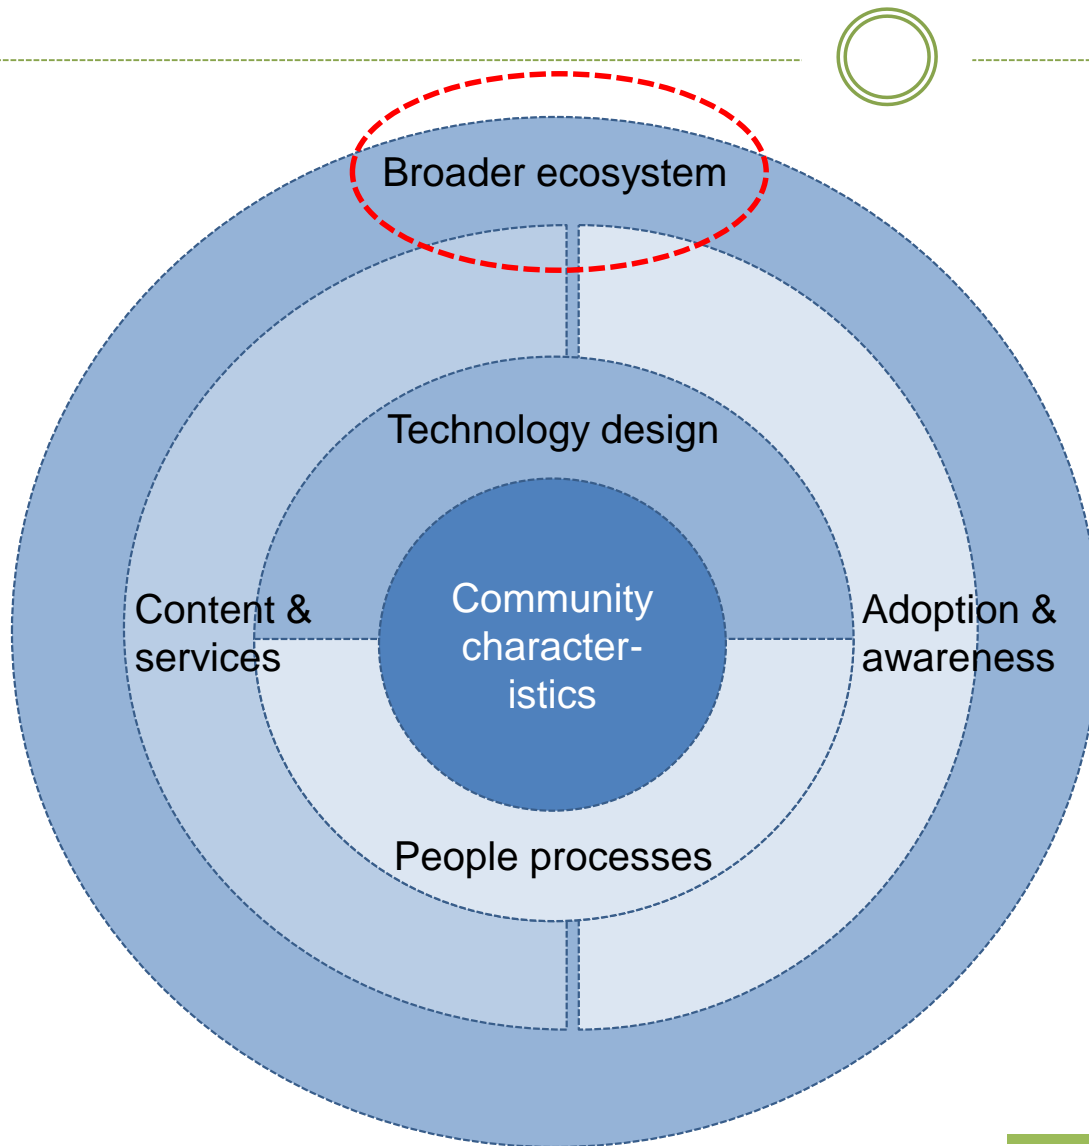 Broader ecosystem
Technology design
Content &
services
Community
character-
istics
Adoption &
awareness
People processes